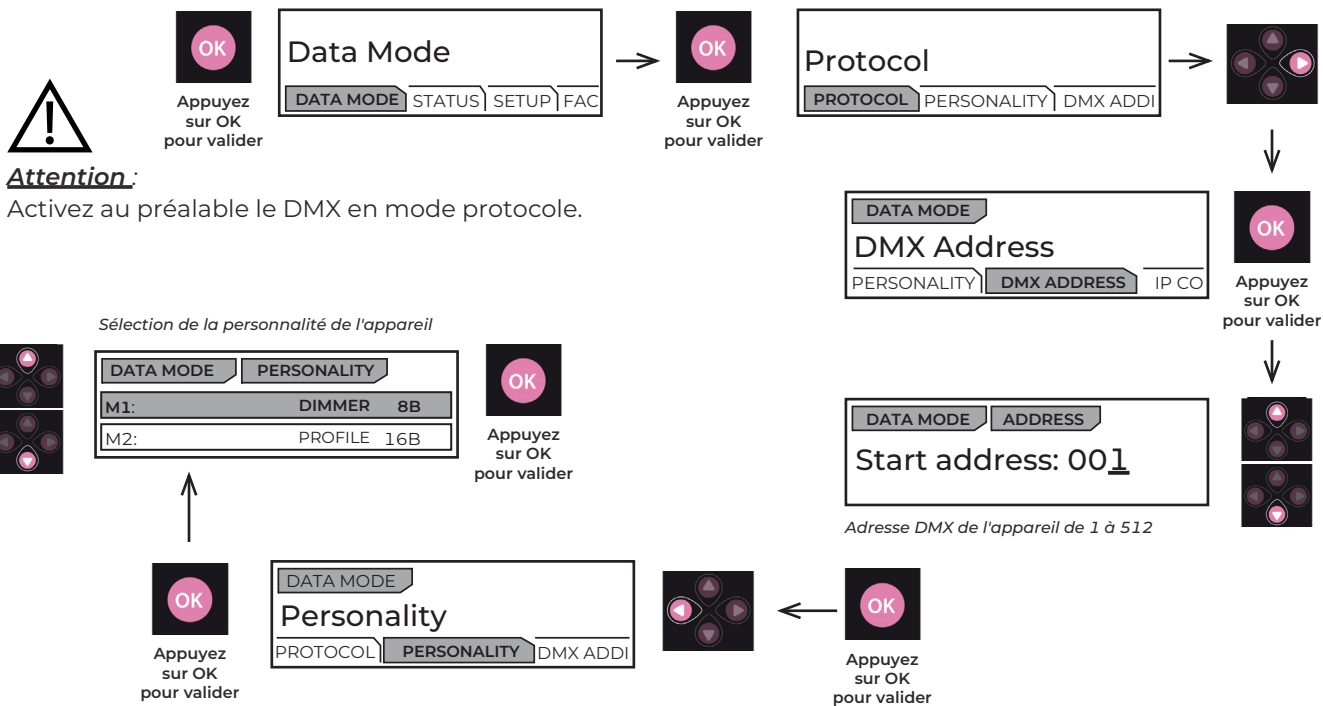 OK
Appuyez
sur OK
pour valider
Data Mode
DATA MODE STATUS SETUP FAC
OK
Appuyez
sur OK
pour valider
Protocol
PROTOCOL PERSONALITY DMX ADDI
Attention :
Activez au préalable le DMX en mode protocole.
DATA MODE
DMX Address
PERSONALITY DMX ADDRESS IP CO
OK
Appuyez
sur OK
pour valider
DATA MODE ADDRESS
Start address: 001
Adresse DMX de l'appareil de 1 à 512
OK
Appuyez
sur OK
pour valider
DATA MODE
Personality
PROTOCOL PERSONALITY DMX ADDI
OK
Appuyez
sur OK
pour valider
Sélection de la personnalité de l'appareil
DATA MODE PERSONALITY
M1: DIMMER 8B
M2: PROFILE 16B
OK
Appuyez
sur OK
pour valider